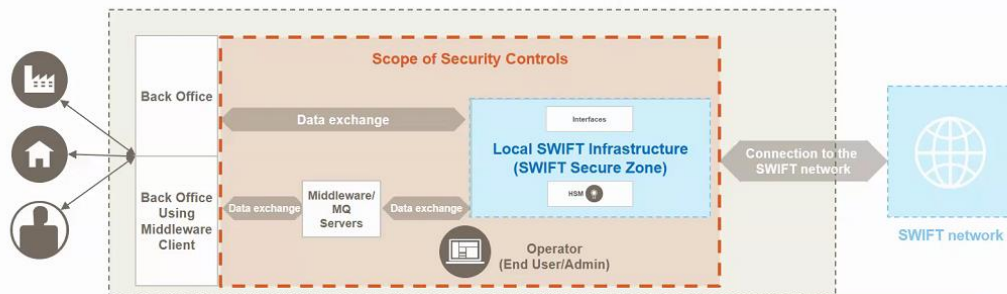 Scope of Security Controls
Back Office
Data exchange
Interfaces
Local SWIFT Infrastructure
(SWIFT Secure Zone)
HSM
Connection to the
SWIFT network
Back Office
Using
Middleware
Client
Data exchange
Middleware/
MQ
Servers
Data exchange
Operator
(End User/Admin)
SWIFT network